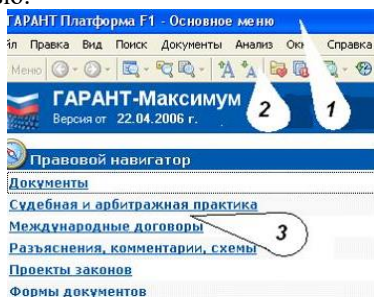 ью.
ГАРАНТ Платформа F1 - Основное меню
йл Правка Вид Поиск Документы Анализ Окн Справка
Меню
ГАРАНТ-Максимум
Версия от 22.04.2006 г.
2
1
Правовой навигатор
Документы
Судебная и арбитражная практика
Международные договоры
3
Разъяснения, комментарии, схемы
Проекты законов
Формы документов